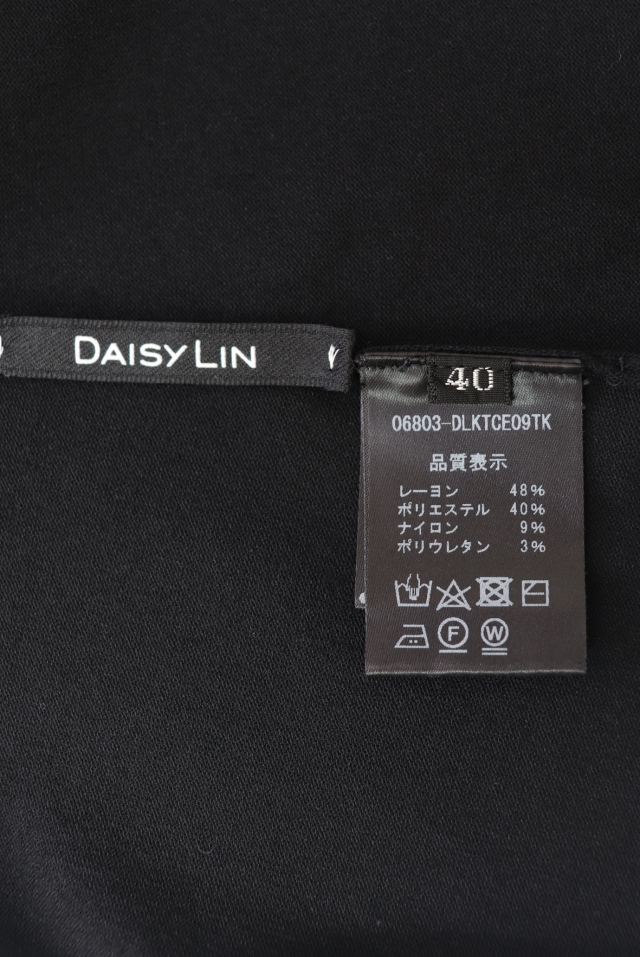 DAISY LIN
40
06803-DLKTCE09TK
品質表示
レーヨン 48%
ポリエステル 40%
ナイロン 9%
ポリウレタン 3%
F W